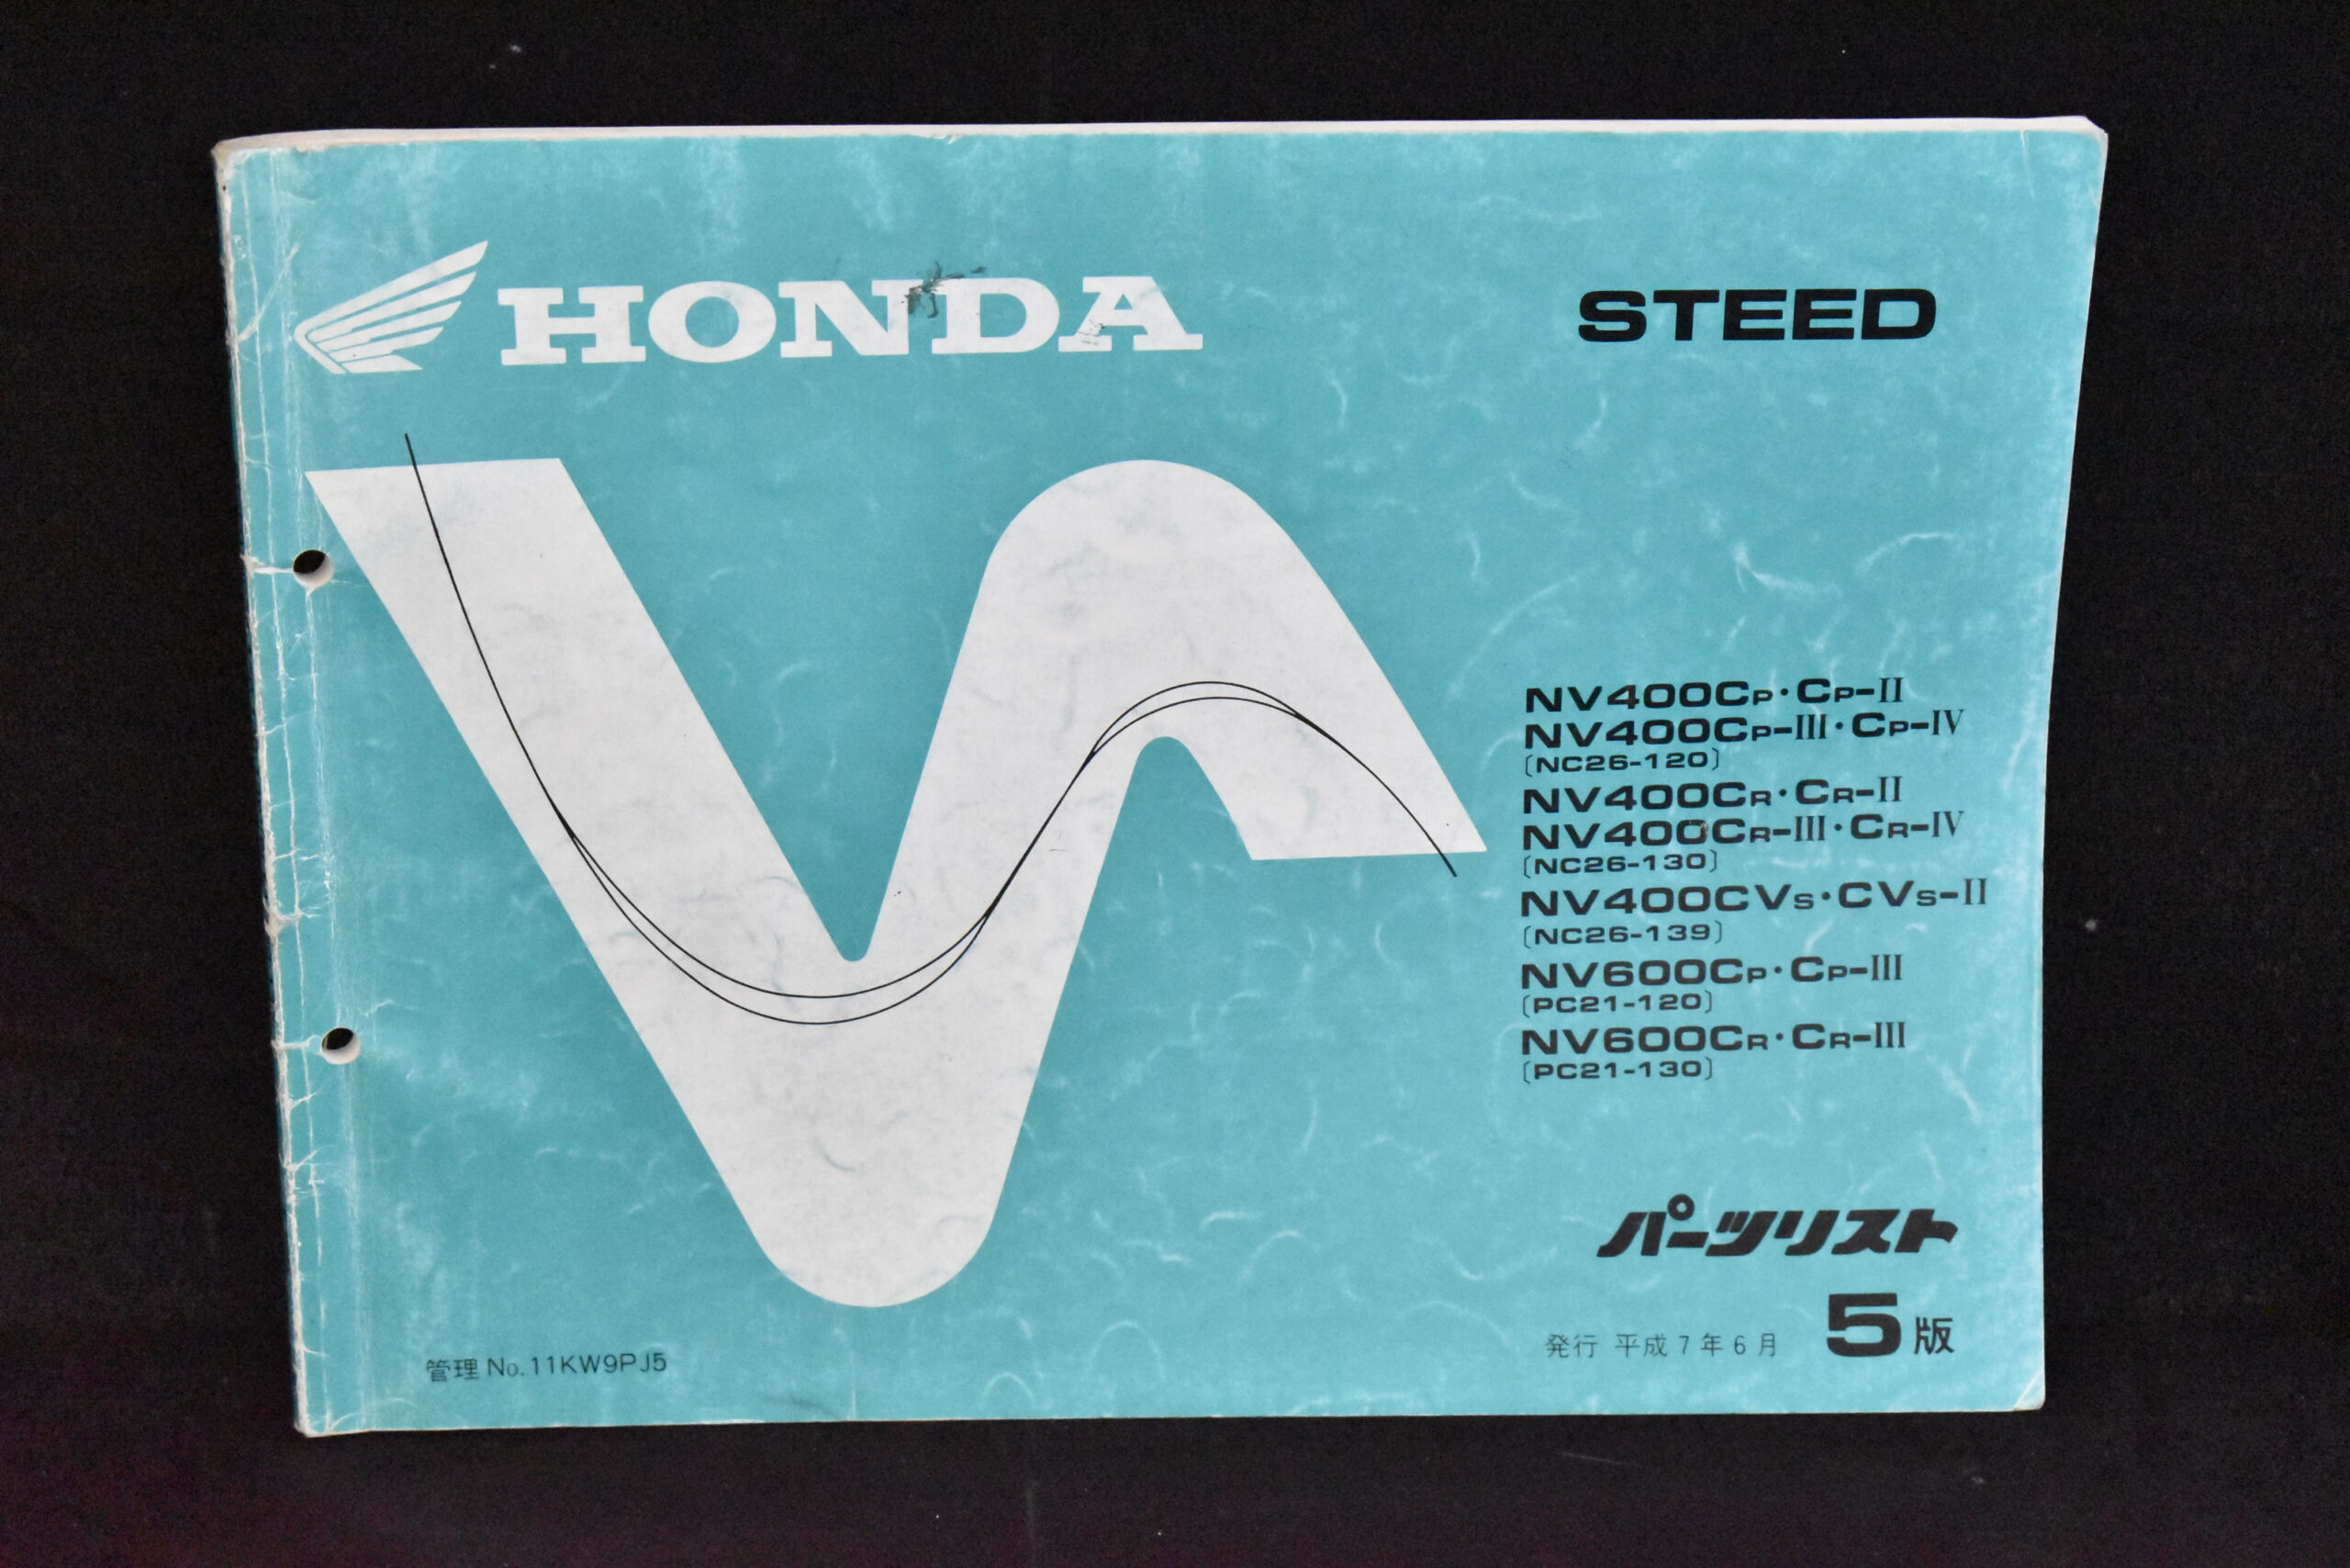 HONDA
STEED
NV400CP・CP-II
NV400CP-III・CP-IV
〔NC26-120〕
NV400CR・CR-II
NV400CR-III・CR-IV
〔NC26-130〕
NV400CVS・CVS-II
〔NC26-139〕
NV600CP・CP-III
〔PC21-120〕
NV600CR・CR-III
〔PC21-130〕
パーツリスト
発行 平成7年6月 5版
管理 No.11KW9PJ5